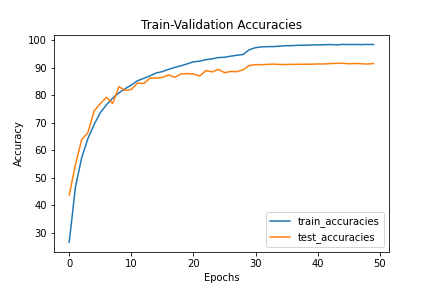 Train-Validation Accuracies
100
90
80
70
60
50
40
30
Accuracy
train_accuracies
test_accuracies
0 10 20 30 40 50
Epochs